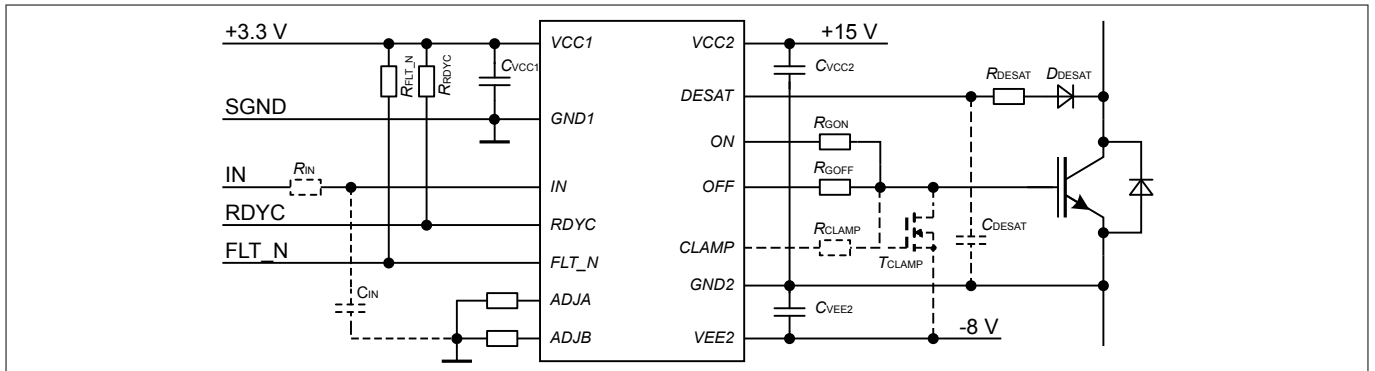 +3.3 V
SGND
IN
RDYC
FLT_N
RFLT_N
RRDYC
CVCC1
RIN
CIN
VCC1
GND1
IN
RDYC
FLT_N
ADJA
ADJB
VCC2
DESAT
ON
OFF
CLAMP
GND2
VEE2
+15 V
CVCC2
RDESAT
DDESAT
RGON
RGOFF
RCLAMP
TCLAMP
CDESAT
CVEE2
-8 V